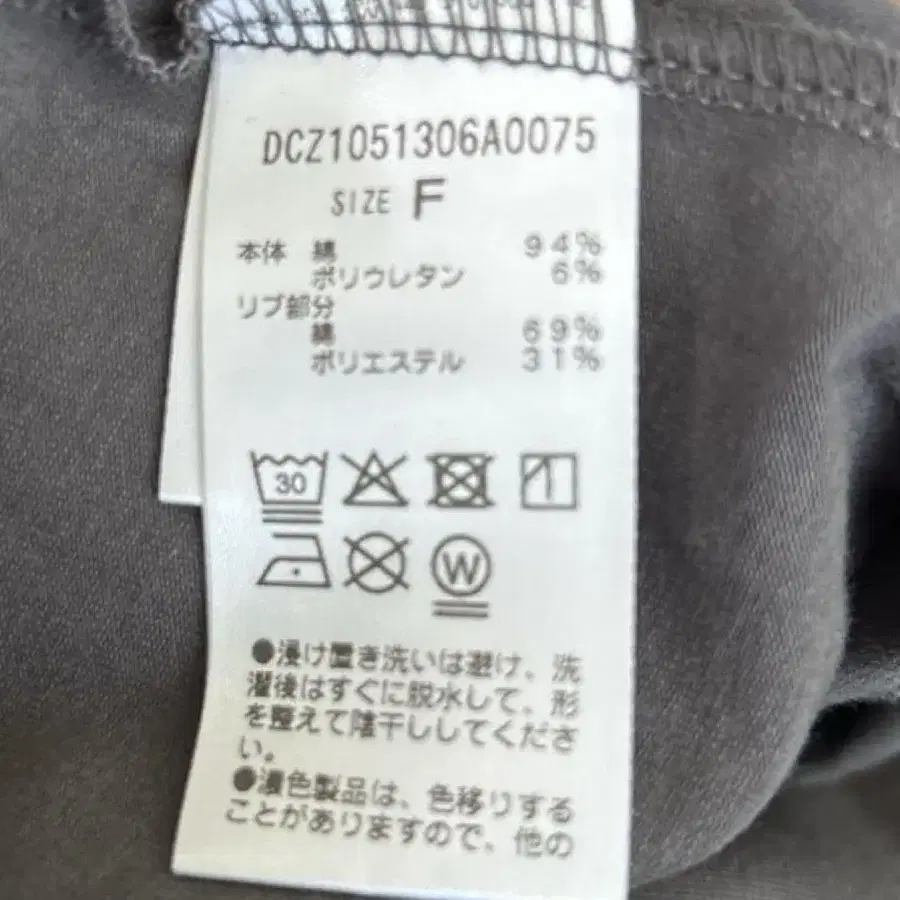 DCZ1051306A0075
SIZE F
本体 綿 94%
ポリウレタン 6%
リブ部分
綿 69%
ポリエステル 31%
30
W
●浸け置き洗いは避け、洗
濯後はすぐに脱水して、形
を整えて陰干ししてくださ
い。
●濃色製品は、色移りする
ことがありますので、他の